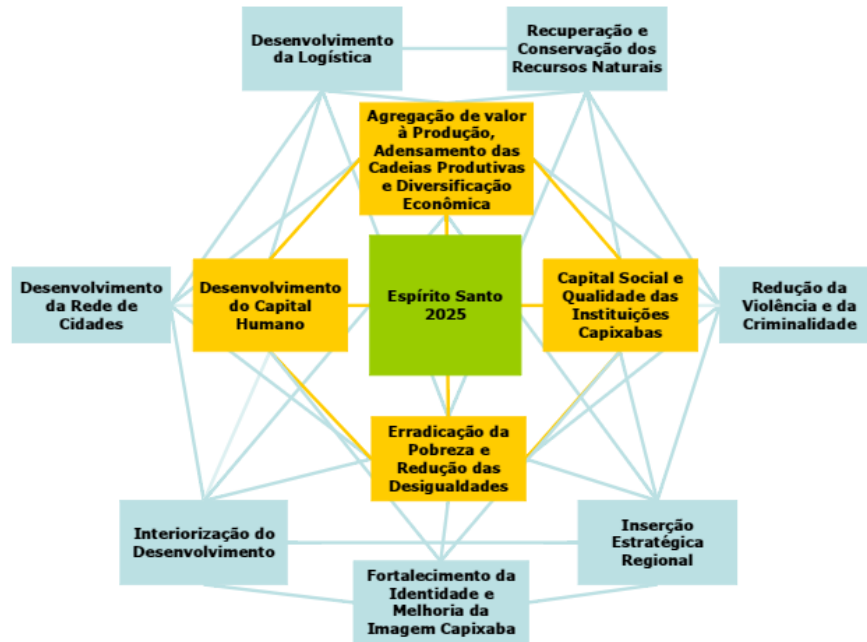 Desenvolvimento
da Logística
Recuperação e
Conservação dos
Recursos Naturais
Agregação de valor
à Produção,
Adensamento das
Cadeias Produtivas
e Diversificação
Econômica
Desenvolvimento
da Rede de
Cidades
Desenvolvimento
do Capital
Humano
Espírito Santo
2025
Capital Social e
Qualidade das
Instituições
Capixabas
Redução da
Violência e da
Criminalidade
Erradicação da
Pobreza e
Redução das
Desigualdades
Interiorização do
Desenvolvimento
Inserção
Estratégica
Regional
Fortalecimento da
Identidade e
Melhoria da
Imagem Capixaba